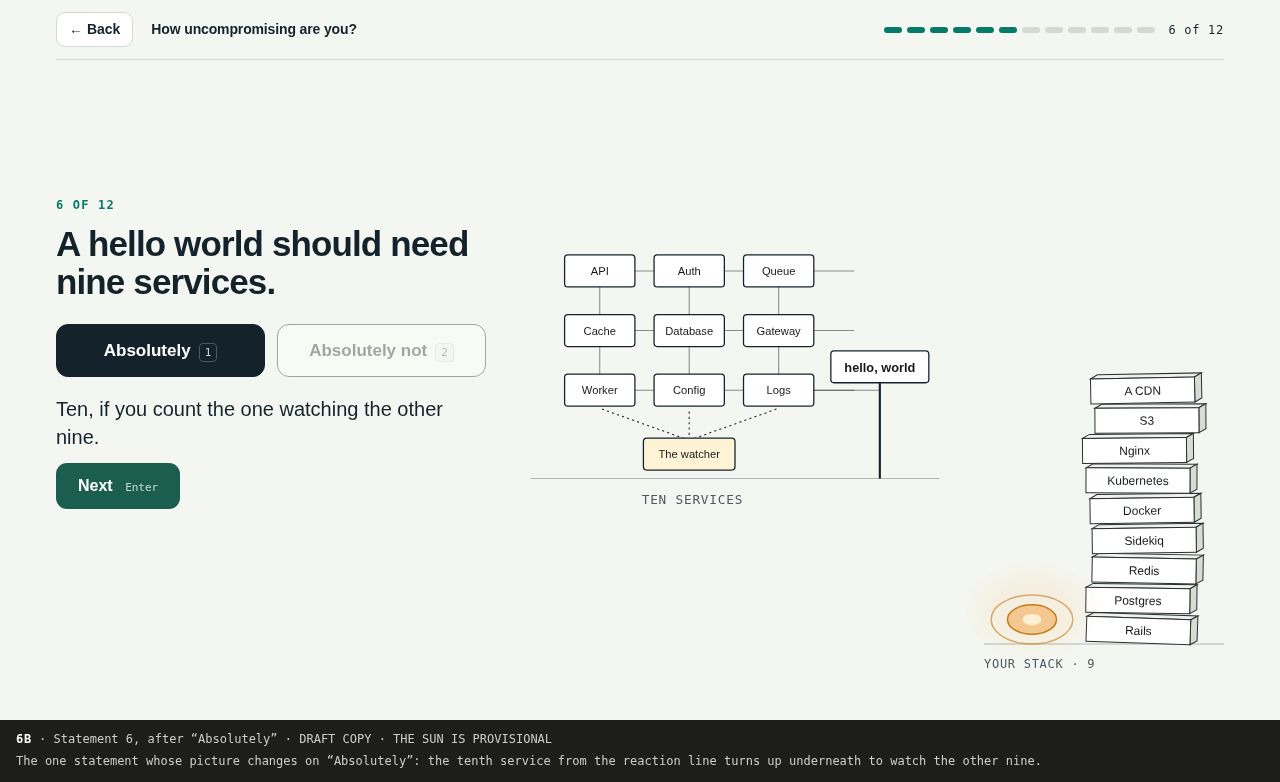 ← Back
How uncompromising are you?
6 of 12
6 OF 12
A hello world should need
nine services.
Absolutely 1
Absolutely not 2
Ten, if you count the one watching the other
nine.
Next Enter
API
Auth
Queue
Cache
Database
Gateway
Worker
Config
Logs
hello, world
The watcher
TEN SERVICES
A CDN
S3
Nginx
Kubernetes
Docker
Sidekiq
Redis
Postgres
Rails
YOUR STACK · 9
6B · Statement 6, after “Absolutely” · DRAFT COPY · THE SUN IS PROVISIONAL
The one statement whose picture changes on “Absolutely”: the tenth service from the reaction line turns up underneath to watch the other nine.